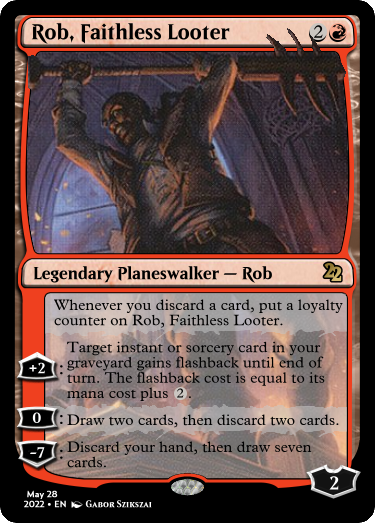 Rob, Faithless Looter 2
Legendary Planeswalker — Rob 22
Whenever you discard a card, put a loyalty
counter on Rob, Faithless Looter.
+2: Target instant or sorcery card in your
graveyard gains flashback until end of
turn. The flashback cost is equal to its
mana cost plus 2.
0: Draw two cards, then discard two cards.
-7: Discard your hand, then draw seven
cards.
2
May 28
2022 • EN Gabor Szikszai